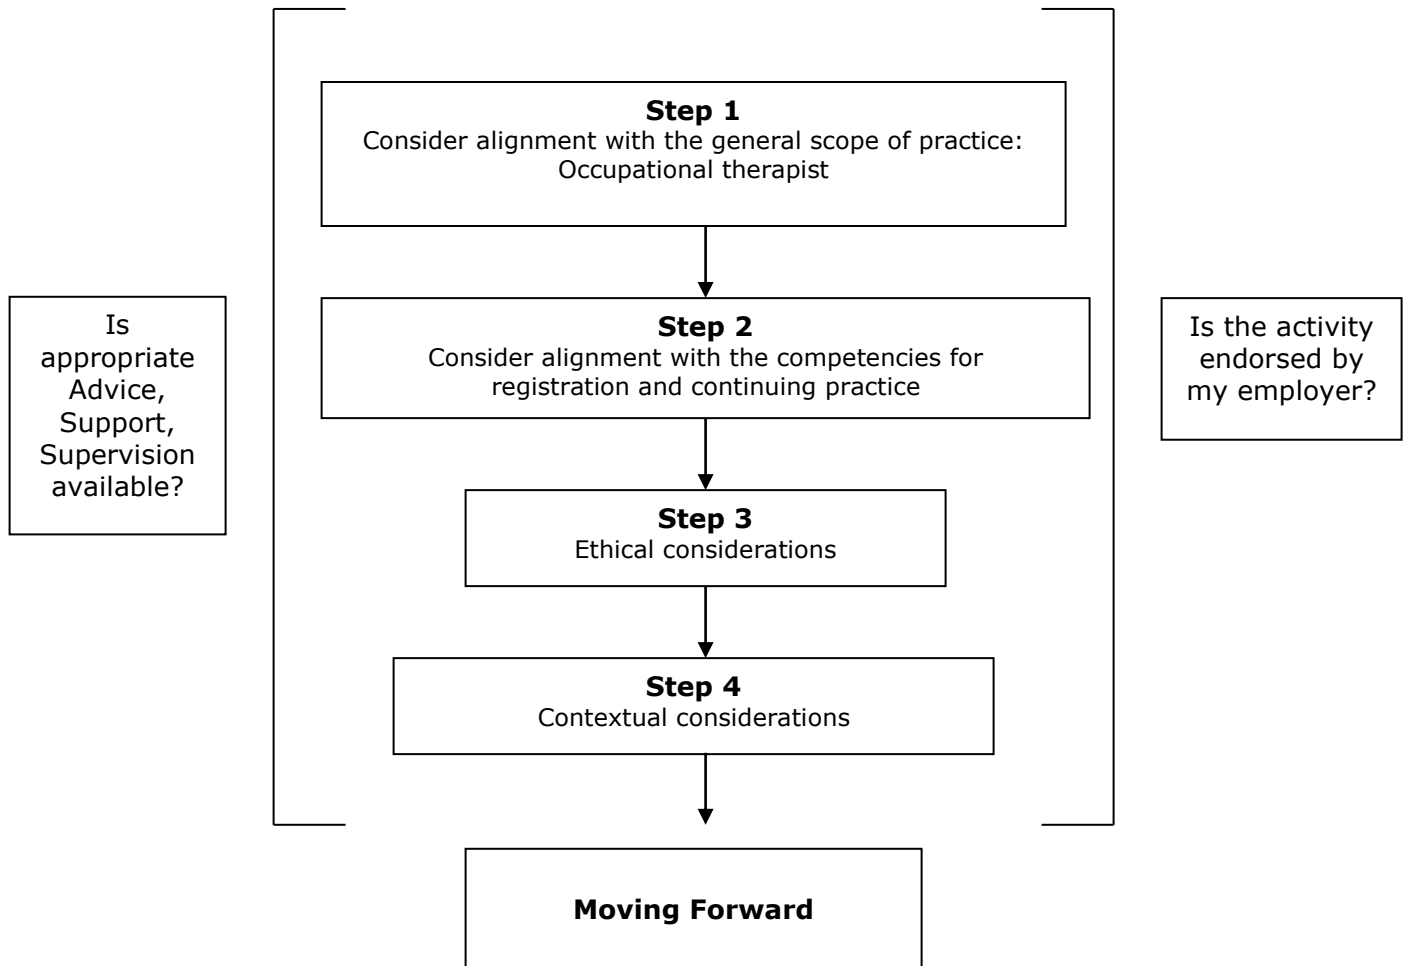 Step 1
Consider alignment with the general scope of practice:
Occupational therapist
Step 2
Consider alignment with the competencies for
registration and continuing practice
Is
appropriate
Advice,
Support,
Supervision
available?
Is the activity
endorsed by
my employer?
Step 3
Ethical considerations
Step 4
Contextual considerations
Moving Forward